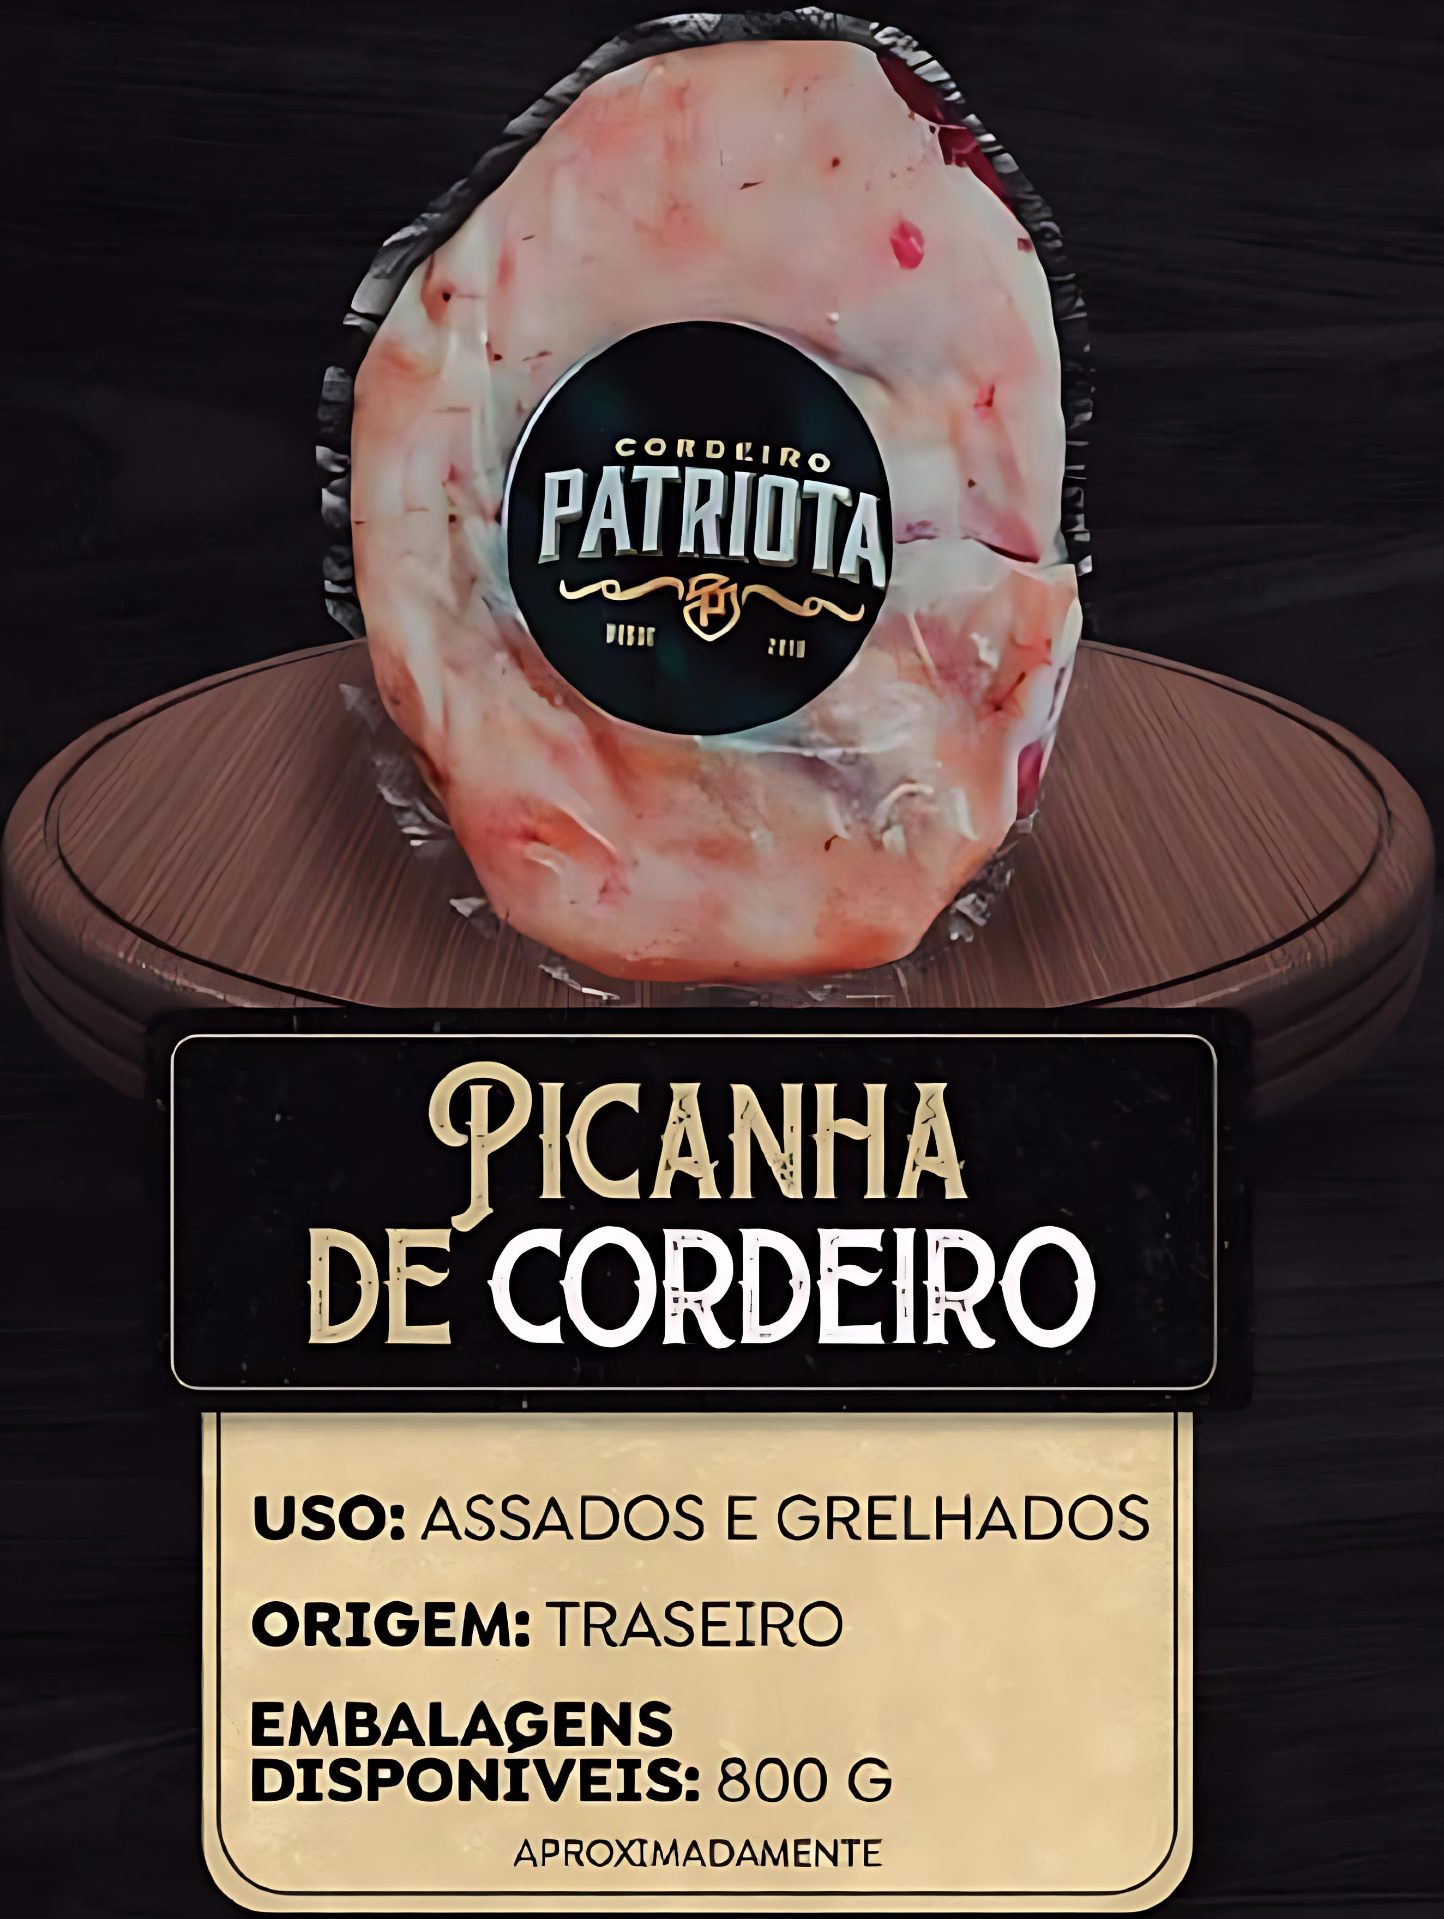 CORDEIRO
PATRIOTA
PICANHA
DE CORDEIRO
USO: ASSADOS E GRELHADOS
ORIGEM: TRASEIRO
EMBALAGENS
DISPONÍVEIS: 800 G
APROXIMADAMENTE